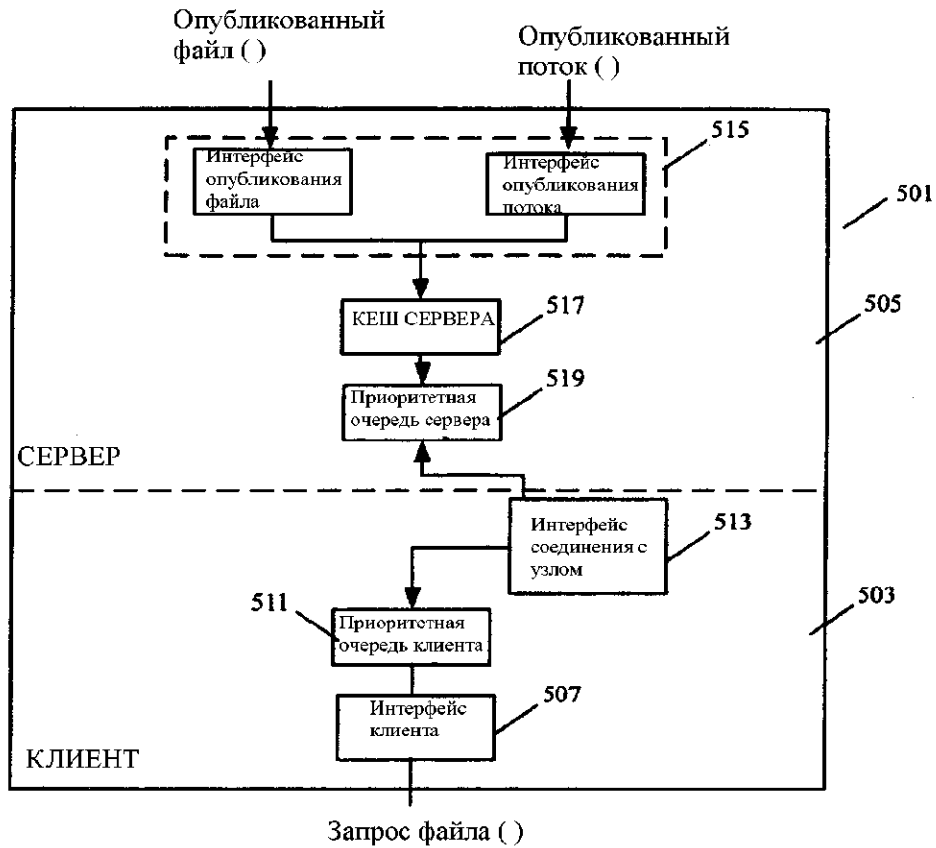 Опубликованный
файл ( )
Опубликованный
поток ( )
515
Интерфейс
опубликования
файла
Интерфейс
опубликования
потока
501
КЕШ СЕРВЕРА
517
505
Приоритетная
очередь сервера
519
СЕРВЕР
Интерфейс
соединения с
узлом
513
511
503
Приоритетная
очередь клиента
Интерфейс
клиента
507
КЛИЕНТ
Запрос файла ( )